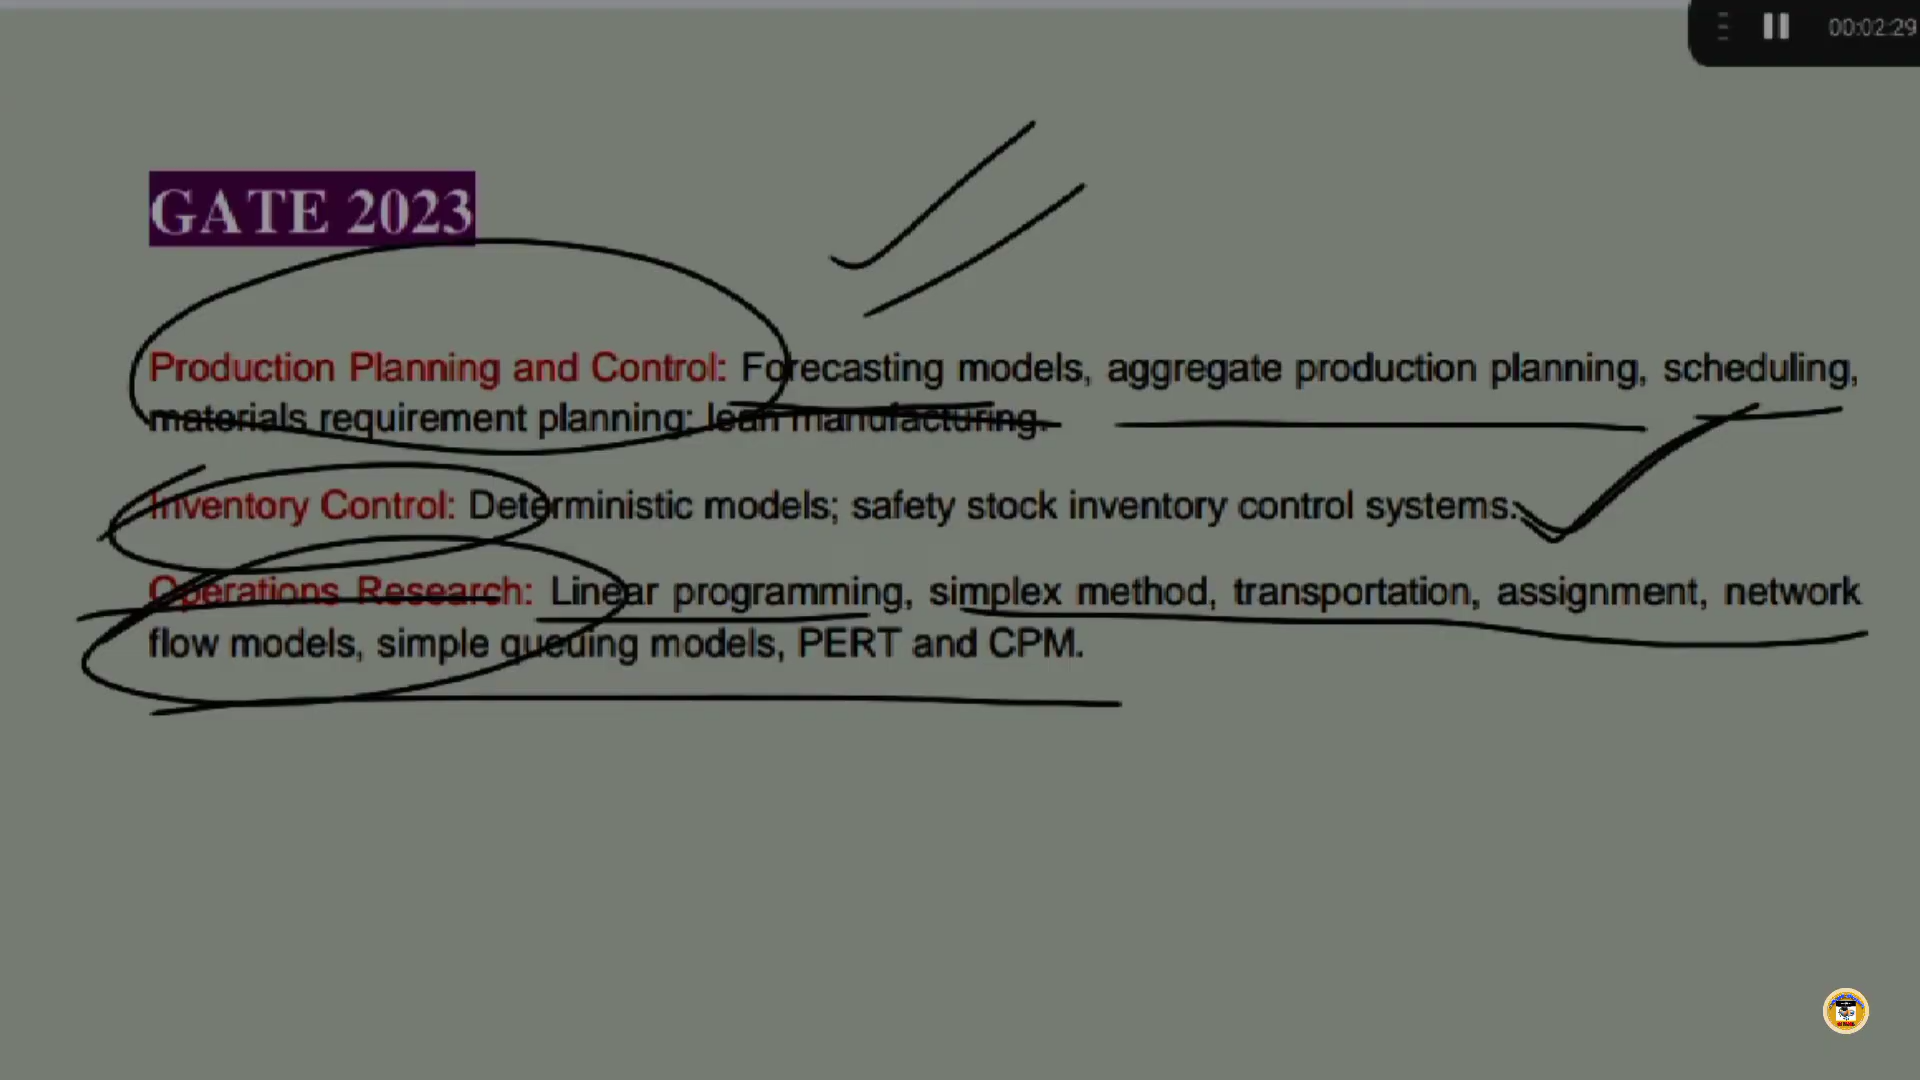 00:02:29
GATE 2023
Production Planning and Control: Forecasting models, aggregate production planning, scheduling,
materials requirement planning; lean manufacturing.
Inventory Control: Deterministic models; safety stock inventory control systems.
Operations Research: Linear programming, simplex method, transportation, assignment, network
flow models, simple queuing models, PERT and CPM.